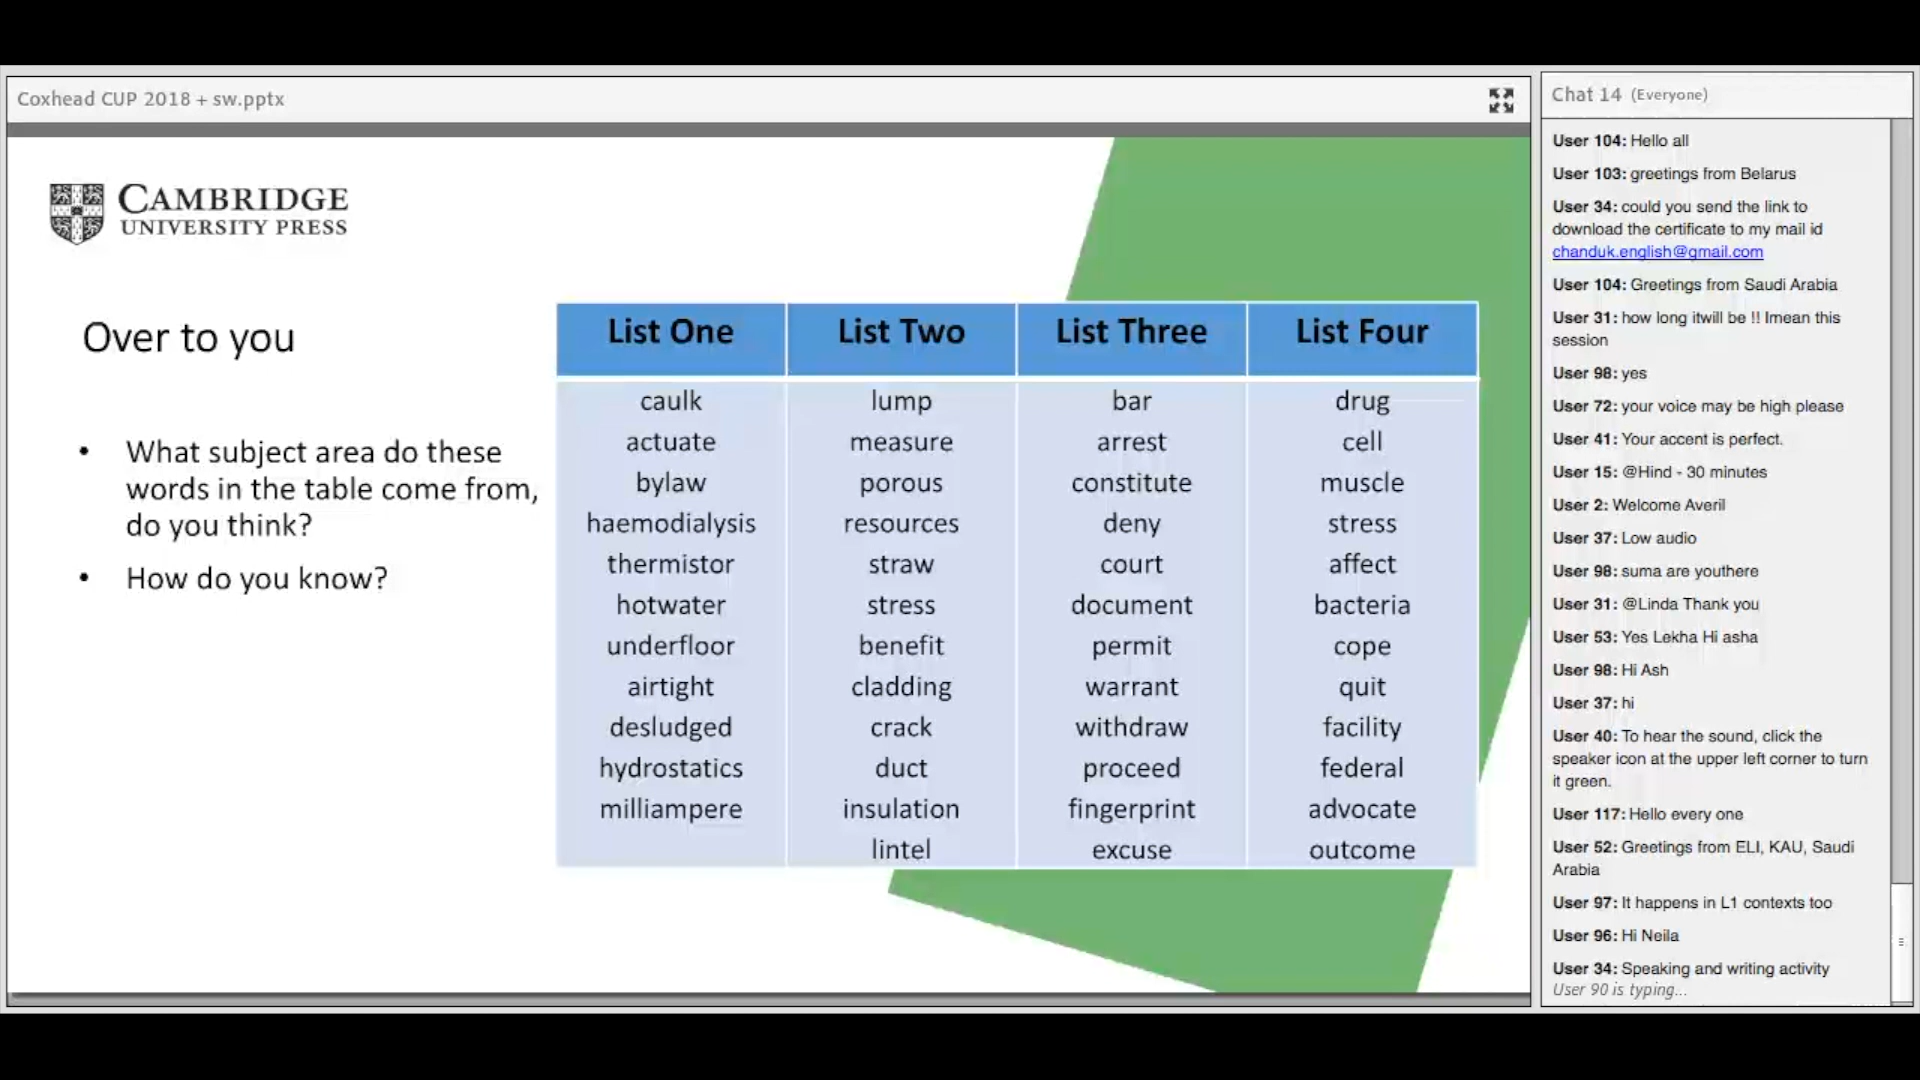 Coxhead CUP 2018 + sw.pptx
CAMBRIDGE
UNIVERSITY PRESS
Over to you
• What subject area do these
words in the table come from,
do you think?
• How do you know?
List One List Two List Three List Four
caulk lump bar drug
actuate measure arrest cell
bylaw porous constitute muscle
haemodialysis resources deny stress
thermistor straw court affect
hotwater stress document bacteria
underfloor benefit permit cope
airtight cladding warrant quit
desludged crack withdraw facility
hydrostatics duct proceed federal
milliampere insulation fingerprint advocate
lintel excuse outcome
Chat 14 (Everyone)
User 104: Hello all
User 103: greetings from Belarus
User 34: could you send the link to
download the certificate to my mail id
chanduk.english@gmail.com
User 104: Greetings from Saudi Arabia
User 31: how long itwill be !! Imean this
session
User 98: yes
User 72: your voice may be high please
User 41: Your accent is perfect.
User 15: @Hind - 30 minutes
User 2: Welcome Averil
User 37: Low audio
User 98: suma are youthere
User 31: @Linda Thank you
User 53: Yes Lekha Hi asha
User 98: Hi Ash
User 37: hi
User 40: To hear the sound, click the
speaker icon at the upper left corner to turn
it green.
User 117: Hello every one
User 52: Greetings from ELI, KAU, Saudi
Arabia
User 97: It happens in L1 contexts too
User 96: Hi Neila
User 34: Speaking and writing activity
User 90 is typing...